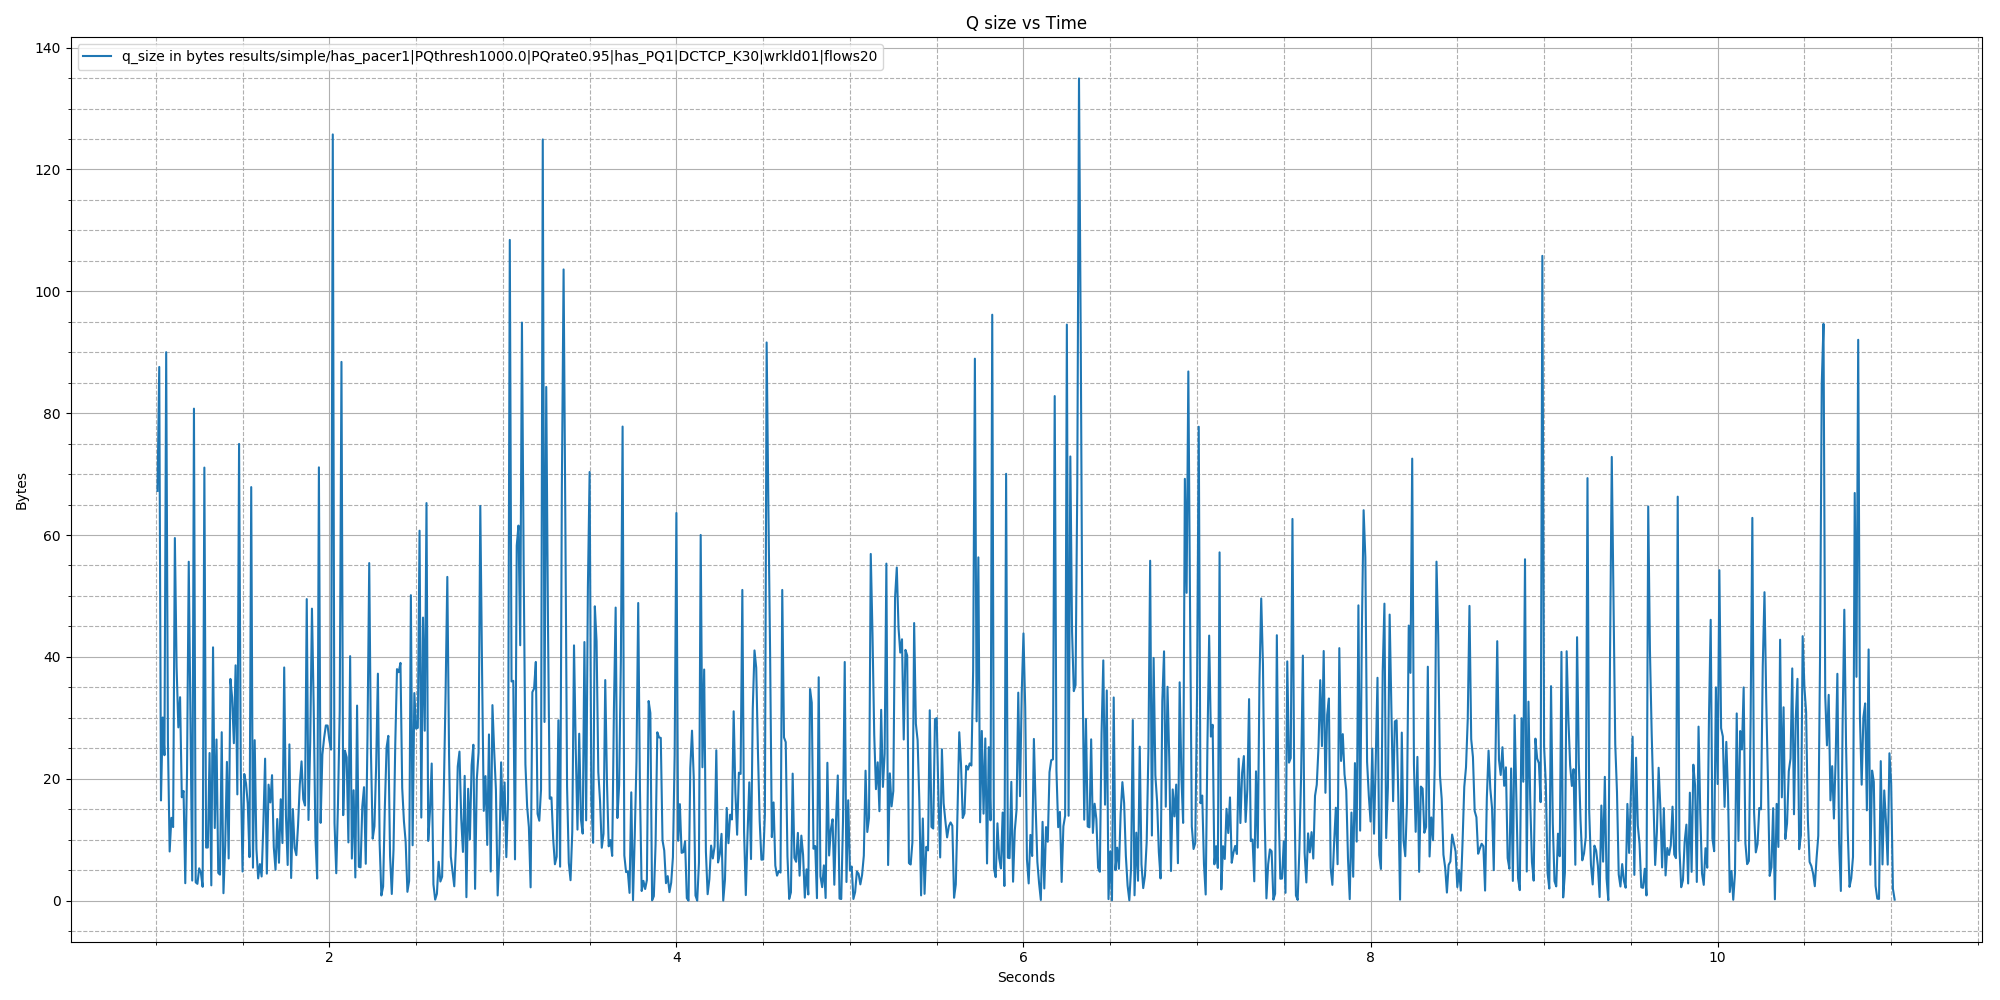 Q size vs Time
q_size in bytes results/simple/has_pacer1|PQthresh1000.0|PQrate0.95|has_PQ1|DCTCP_K30|wrkld01|flows20
140
120
100
80
60
40
20
0
Bytes
2 4 6 8 10
Seconds